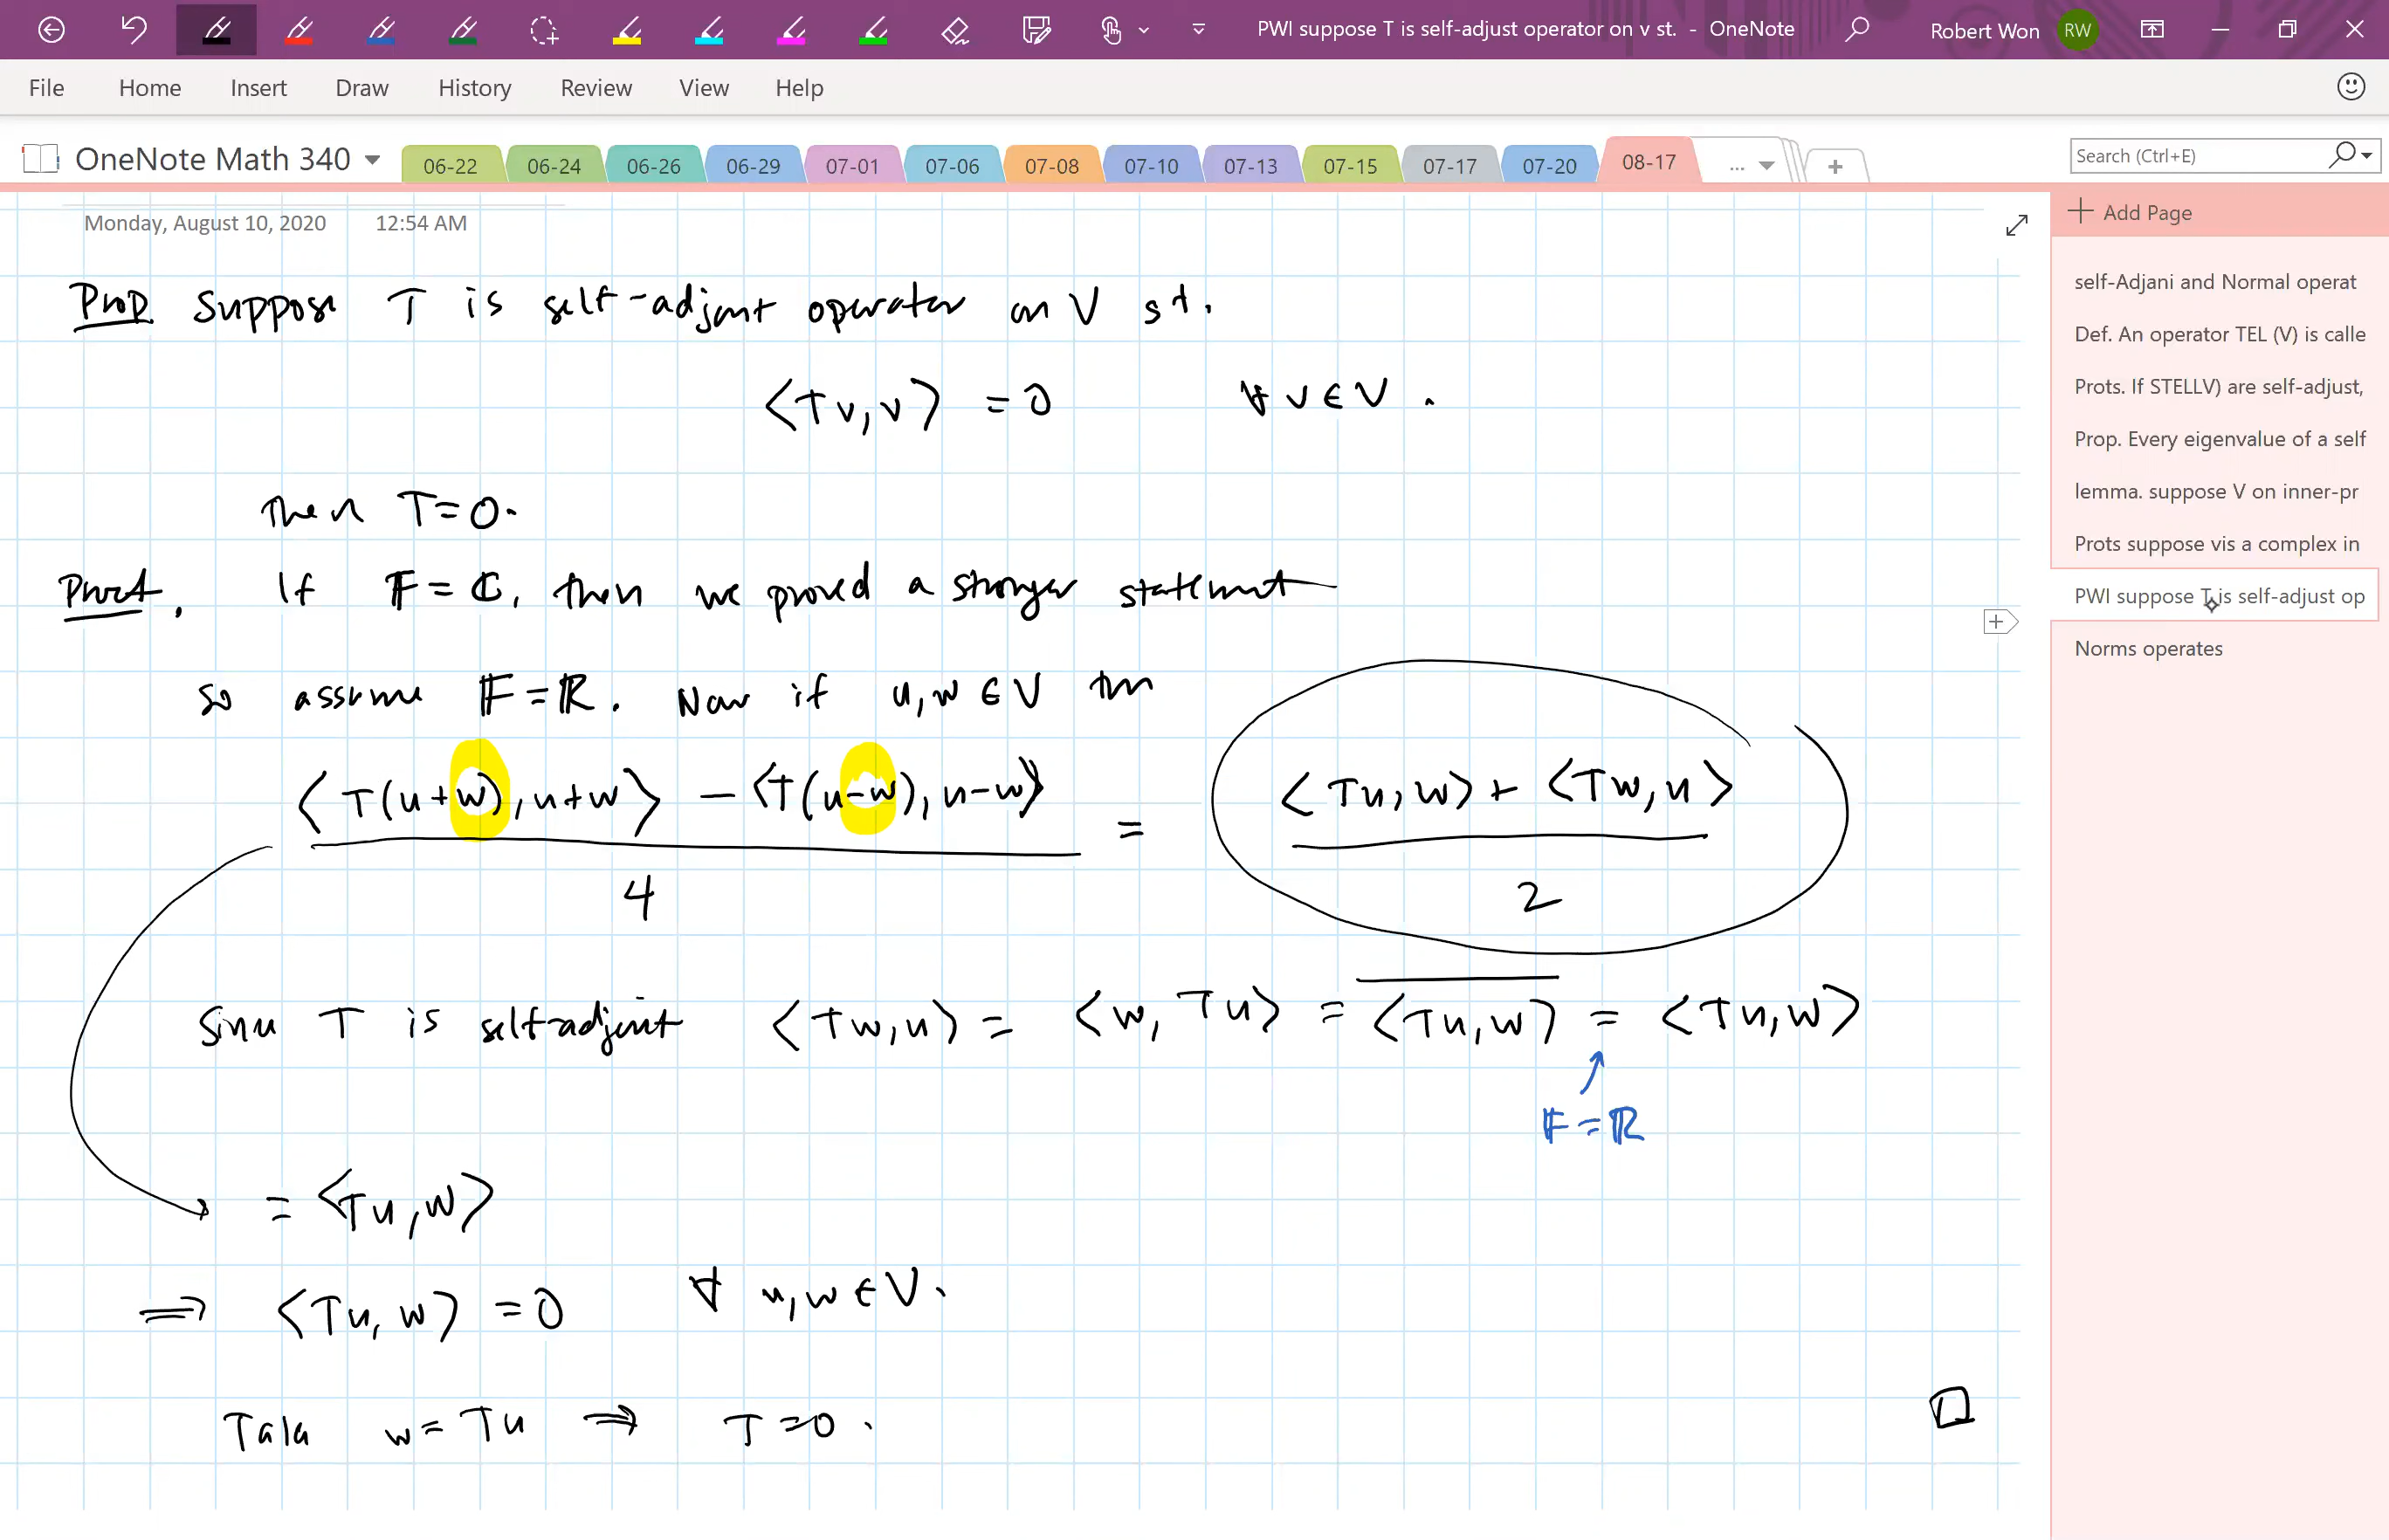 PWI suppose T is self-adjust operator on v st. - OneNote
Robert Won RW
File Home Insert Draw History Review View Help
OneNote Math 340
06-22 06-24 06-26 06-29 07-01 07-06 07-08 07-10 07-13 07-15 07-17 07-20 08-17 ... +
Search (Ctrl+E)
Monday, August 10, 2020 12:54 AM
Prop Suppose T is self-adjoint operator on V st.
⟨Tv, v⟩ = 0 ∀ v ∈ V.
Then T = 0.
Proof. If 𝔽 = ℂ, then we proved a stronger statement
so assume 𝔽 = ℝ. Now if u, w ∈ V then
(⟨T(u+w), u+w⟩ − ⟨T(u−w), u−w⟩) / 4 = (⟨Tu, w⟩ + ⟨Tw, u⟩) / 2
Since T is self-adjoint ⟨Tw, u⟩ = ⟨w, Tu⟩ = \overline{⟨Tu, w⟩} = ⟨Tu, w⟩
𝔽 = ℝ
= ⟨Tu, w⟩
⟹ ⟨Tu, w⟩ = 0 ∀ u, w ∈ V.
Take w = Tu ⟹ T = 0. □
Add Page
self-Adjani and Normal operat
Def. An operator TEL (V) is calle
Prots. If STELLV) are self-adjust,
Prop. Every eigenvalue of a self
lemma. suppose V on inner-pr
Prots suppose vis a complex in
PWI suppose T is self-adjust op
Norms operates